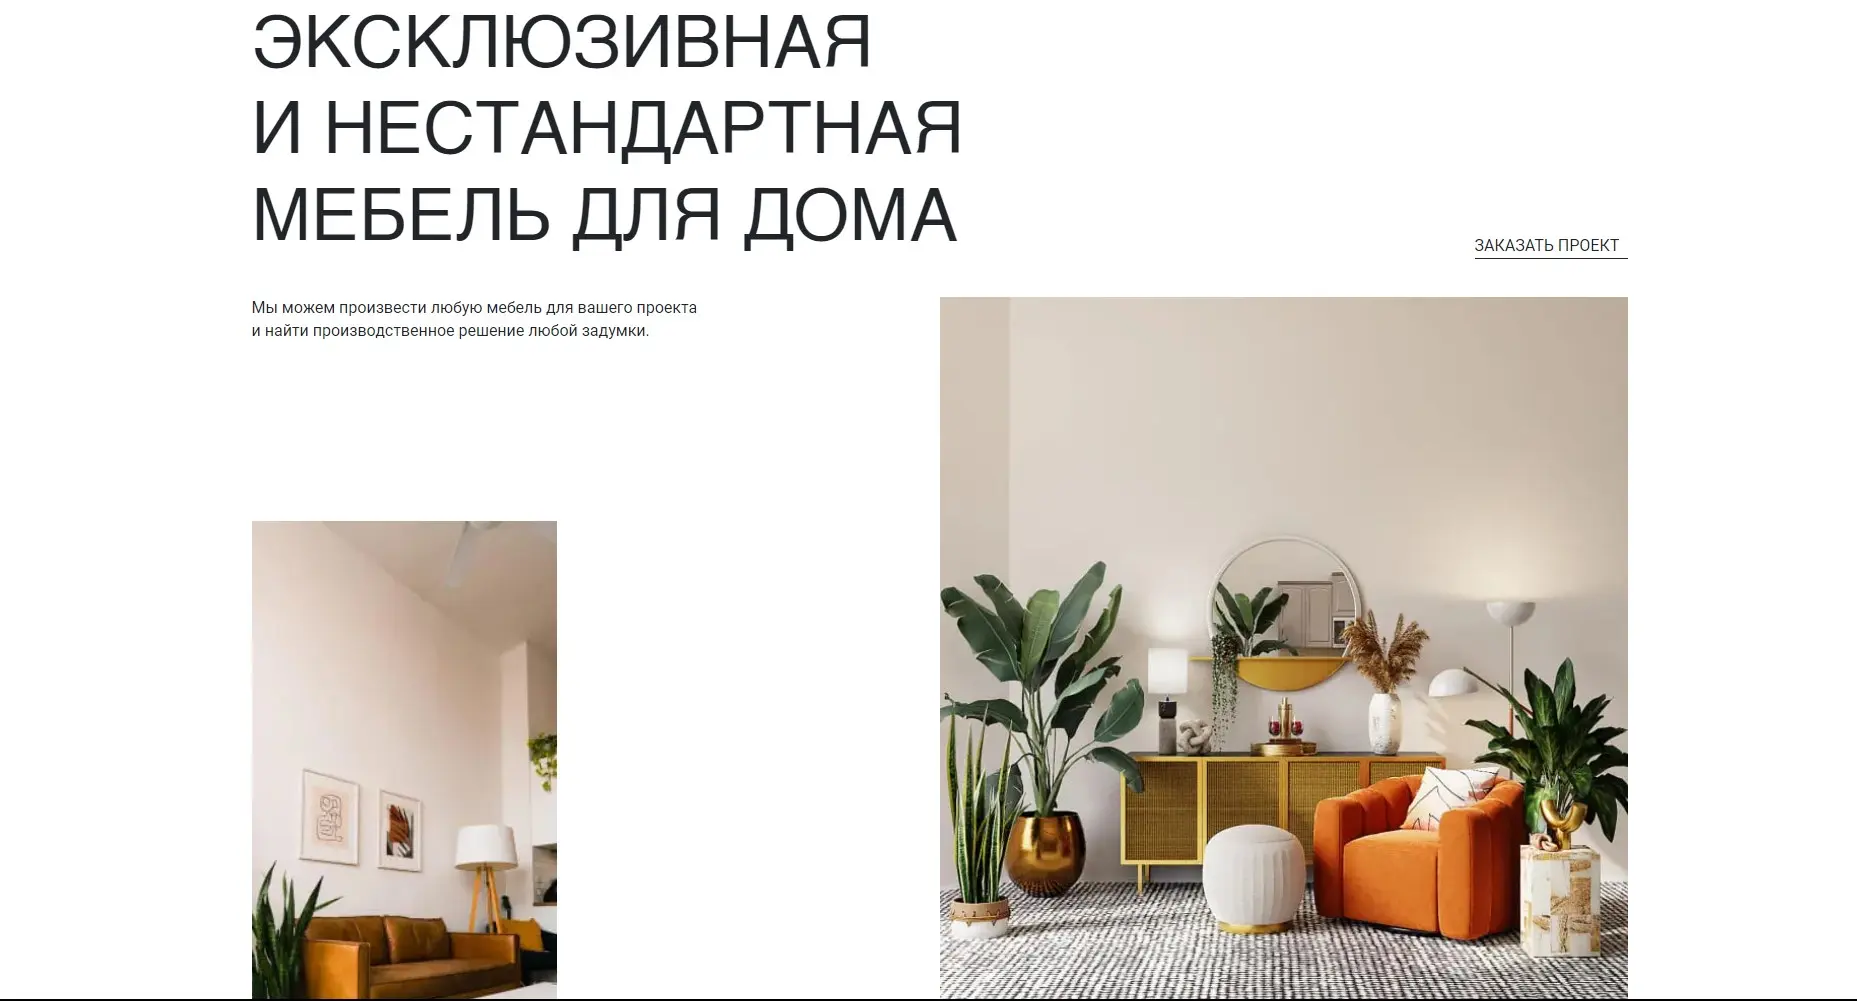 ЭКСКЛЮЗИВНАЯ
И НЕСТАНДАРТНАЯ
МЕБЕЛЬ ДЛЯ ДОМА
ЗАКАЗАТЬ ПРОЕКТ
Мы можем произвести любую мебель для вашего проекта
и найти производственное решение любой задумки.